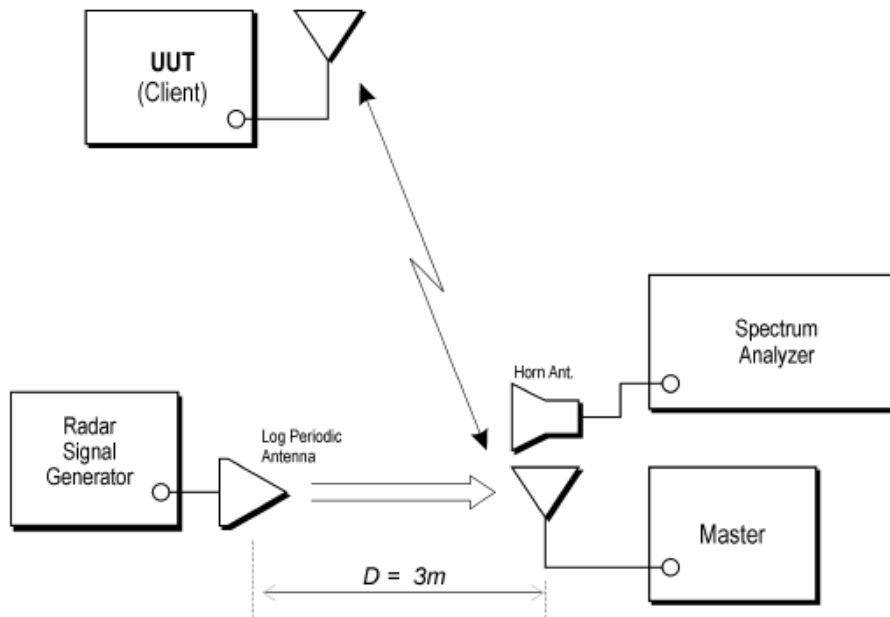 UUT
(Client)
Spectrum
Analyzer
Horn Ant.
Radar
Signal
Generator
Log Periodic
Antenna
Master
D = 3m